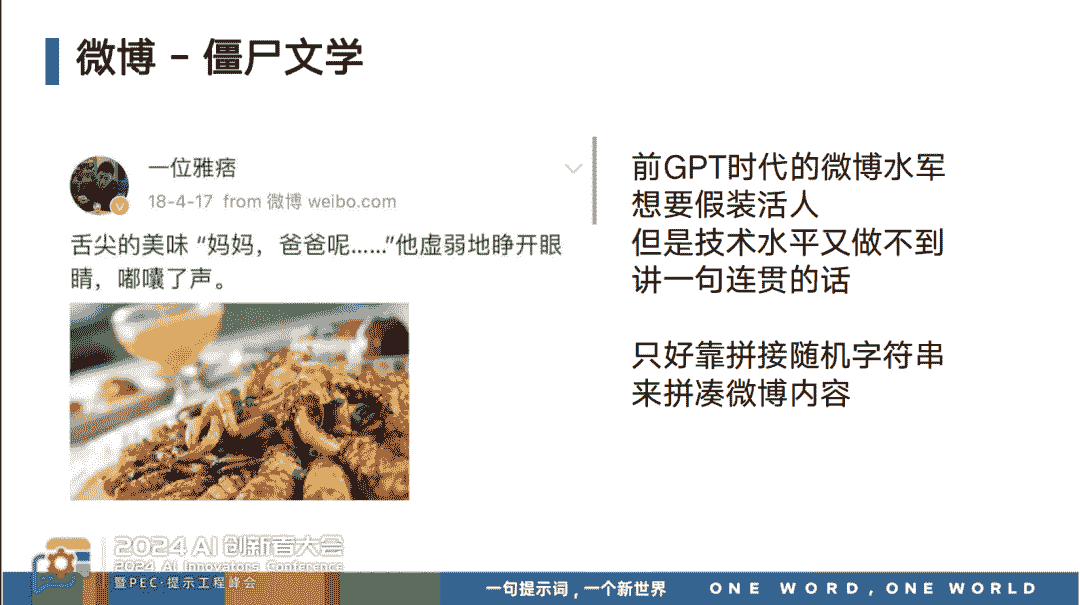 微博 - 僵尸文学
一位雅痞
18-4-17 from 微博 weibo.com
舌尖的美味 “妈妈，爸爸呢……”他虚弱地睁开眼
睛，嘟囔了声。
前GPT时代的微博水军
想要假装活人
但是技术水平又做不到
讲一句连贯的话
只好靠拼接随机字符串
来拼凑微博内容
2024 AI 创新者大会
2024 AI Innovators Conference
暨PEC·提示工程峰会
一句提示词，一个新世界
ONE WORD, ONE WORLD